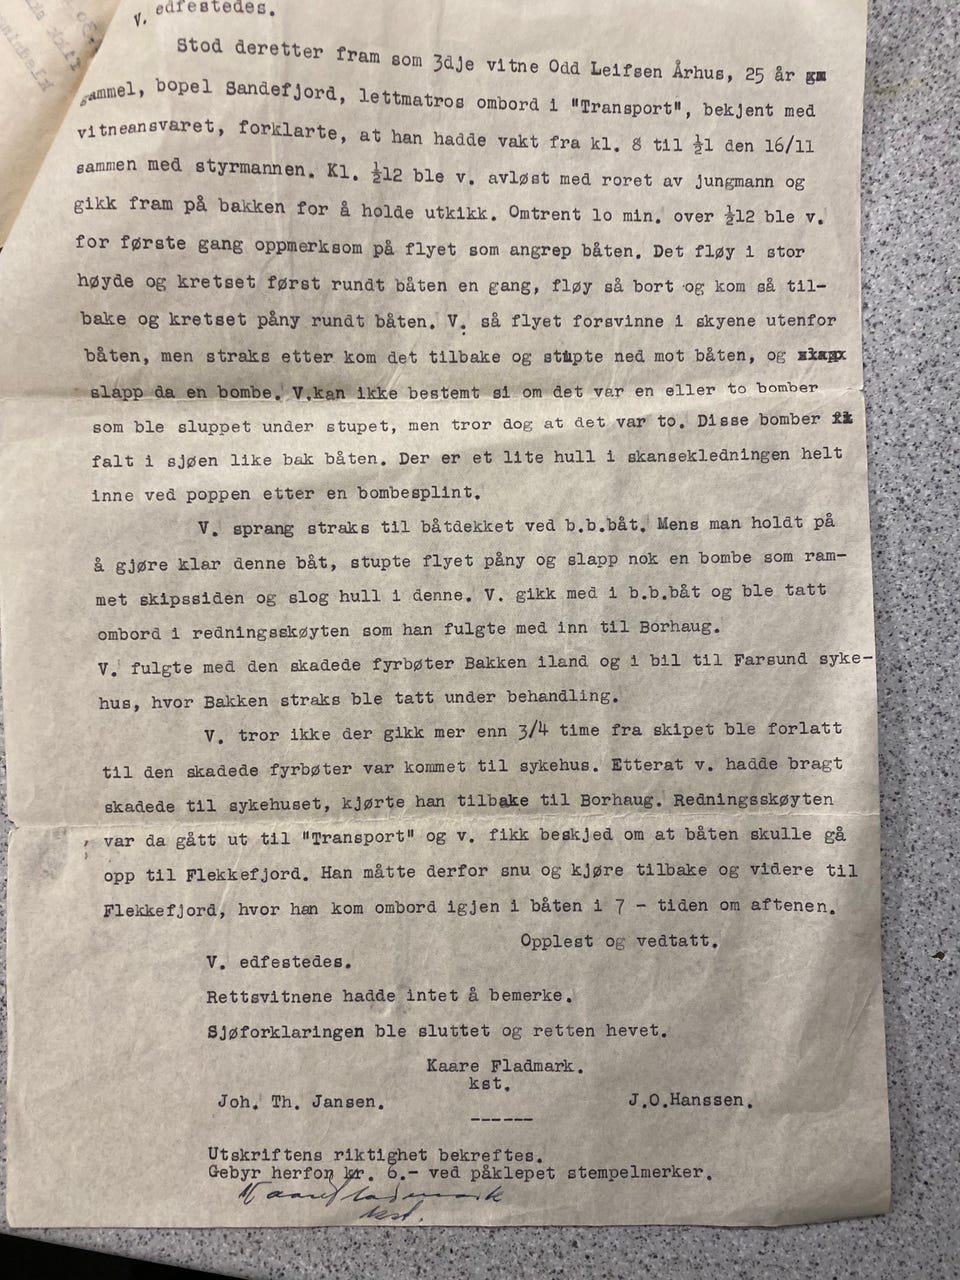 V. edfestedes.
Stod deretter fram som 3dje vitne Odd Leifsen Århus, 25 år gm
gammel, bopel Sandefjord, lettmatros ombord i "Transport", bekjent med
vitneansvaret, forklarte, at han hadde vakt fra kl. 8 til ½1 den 16/11
sammen med styrmannen. Kl. ½12 ble v. avløst med roret av jungmann og
gikk fram på bakken for å holde utkikk. Omtrent 10 min. over ½12 ble v.
for første gang oppmerksom på flyet som angrep båten. Det fløy i stor
høyde og kretset først rundt båten en gang, fløy så bort og kom så til-
bake og kretset påny rundt båten. V. så flyet forsvinne i skyene utenfor
båten, men straks etter kom det tilbake og stupte ned mot båten, og slapp
slapp da en bombe. V.kan ikke bestemt si om det var en eller to bomber
som ble sluppet under stupet, men tror dog at det var to. Disse bomber
falt i sjøen like bak båten. Der er et lite hull i skansekledningen helt
inne ved poppen etter en bombesplint.
V. sprang straks til båtdekket ved b.b.båt. Mens man holdt på
å gjøre klar denne båt, stupte flyet påny og slapp nok en bombe som ram-
met skipssiden og slog hull i denne. V. gikk med i b.b.båt og ble tatt
ombord i redningsskøyten som han fulgte med inn til Borhaug.
V. fulgte med den skadede fyrbøter Bakken iland og i bil til Farsund syke-
hus, hvor Bakken straks ble tatt under behandling.
V. tror ikke der gikk mer enn 3/4 time fra skipet ble forlatt
til den skadede fyrbøter var kommet til sykehus. Etterat v. hadde bragt
skadede til sykehuset, kjørte han tilbake til Borhaug. Redningsskøyten
var da gått ut til "Transport" og v. fikk beskjed om at båten skulle gå
opp til Flekkefjord. Han måtte derfor snu og kjøre tilbake og videre til
Flekkefjord, hvor han kom ombord igjen i båten i 7 - tiden om aftenen.
Opplest og vedtatt.
V. edfestedes.
Rettsvitnene hadde intet å bemerke.
Sjøforklaringen ble sluttet og retten hevet.
Kaare Fladmark.
kst.
Joh. Th. Jansen. J.O.Hanssen.
------
Utskriftens riktighet bekreftes.
Gebyr herfor kr. 6.- ved påklepet stempelmerker.
Kaare Fladmark
kst.